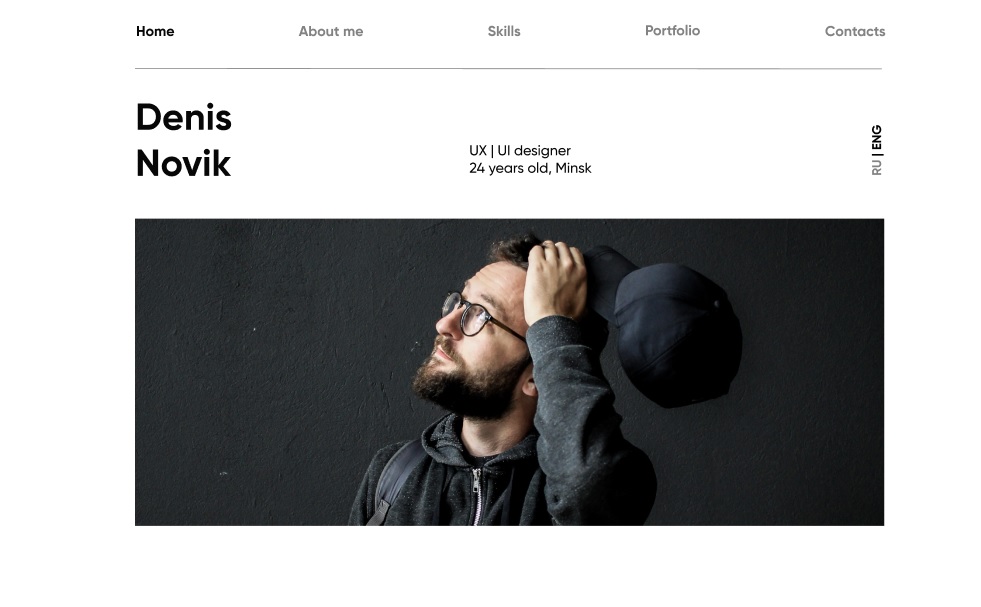 Home
About me
Skills
Portfolio
Contacts
Denis
Novik
UX | UI designer
24 years old, Minsk
RU | ENG